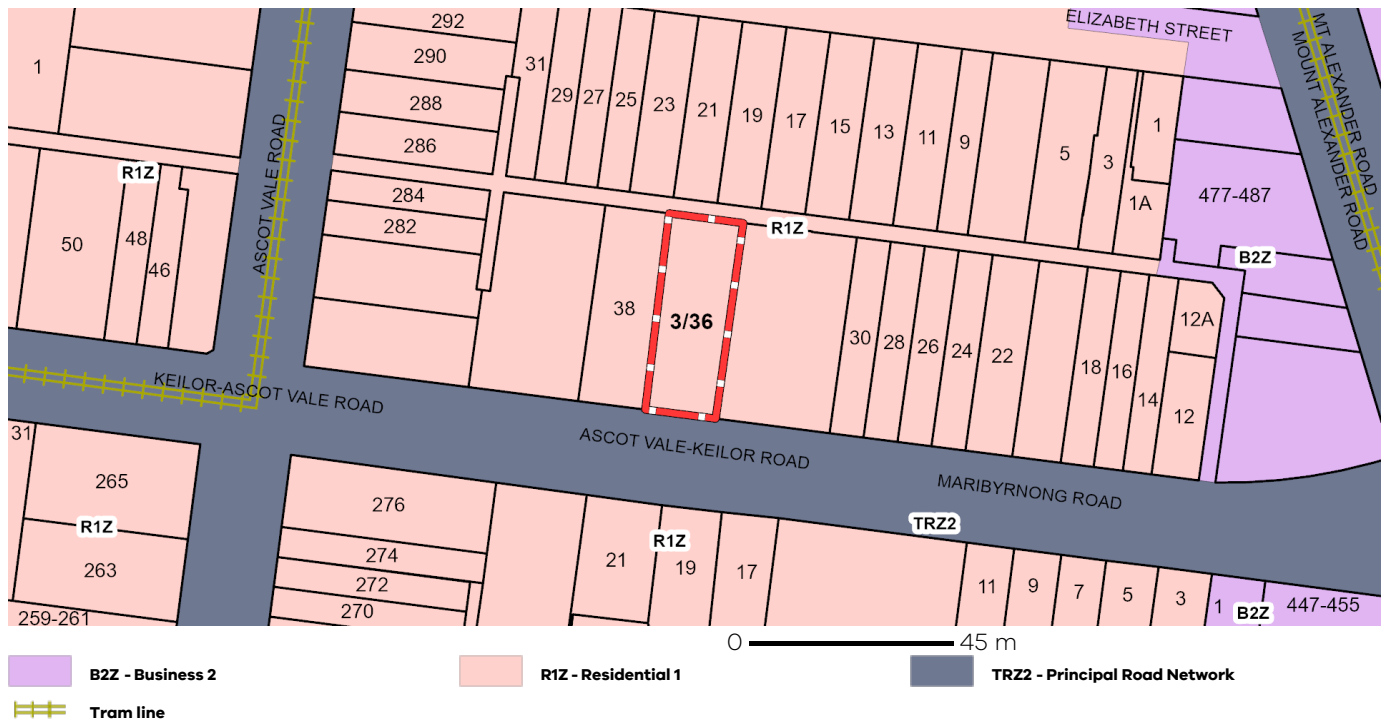 292
290
288
286
284
282
31
29
27
25
23
21
19
17
15
13
11
9
5
3
1
1A
ELIZABETH STREET
MT ALEXANDER ROAD
MOUNT ALEXANDER ROAD
477-487
B2Z
1
R1Z
50
48
46
ASCOT VALE ROAD
R1Z
38
3/36
30
28
26
24
22
18
16
14
12A
12
KEILOR-ASCOT VALE ROAD
ASCOT VALE-KEILOR ROAD
MARIBYRNONG ROAD
TRZ2
31
265
R1Z
263
259-261
276
274
272
270
21
R1Z
19
17
11
9
7
5
3
1
B2Z
447-455
0 45 m
B2Z - Business 2
R1Z - Residential 1
TRZ2 - Principal Road Network
Tram line